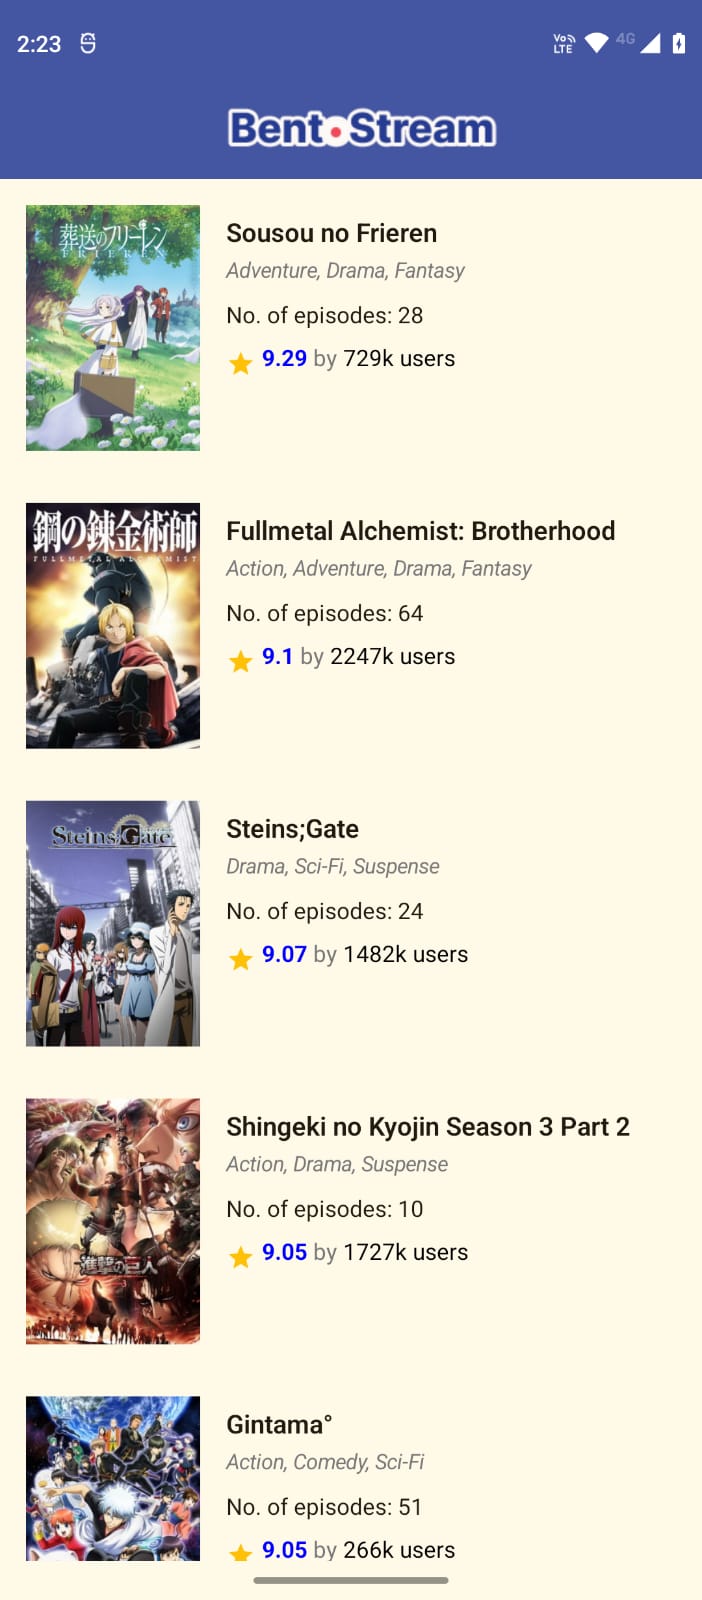 2:23
Vo LTE 4G
Bent●Stream
葬送のフリーレン
FRIEREN
Sousou no Frieren
Adventure, Drama, Fantasy
No. of episodes: 28
9.29 by 729k users
鋼の錬金術師
FULLMETAL ALCHEMIST
Fullmetal Alchemist: Brotherhood
Action, Adventure, Drama, Fantasy
No. of episodes: 64
9.1 by 2247k users
Steins;Gate
Steins;Gate
Drama, Sci-Fi, Suspense
No. of episodes: 24
9.07 by 1482k users
進撃の巨人
Shingeki no Kyojin Season 3 Part 2
Action, Drama, Suspense
No. of episodes: 10
9.05 by 1727k users
Gintama°
Action, Comedy, Sci-Fi
No. of episodes: 51
9.05 by 266k users